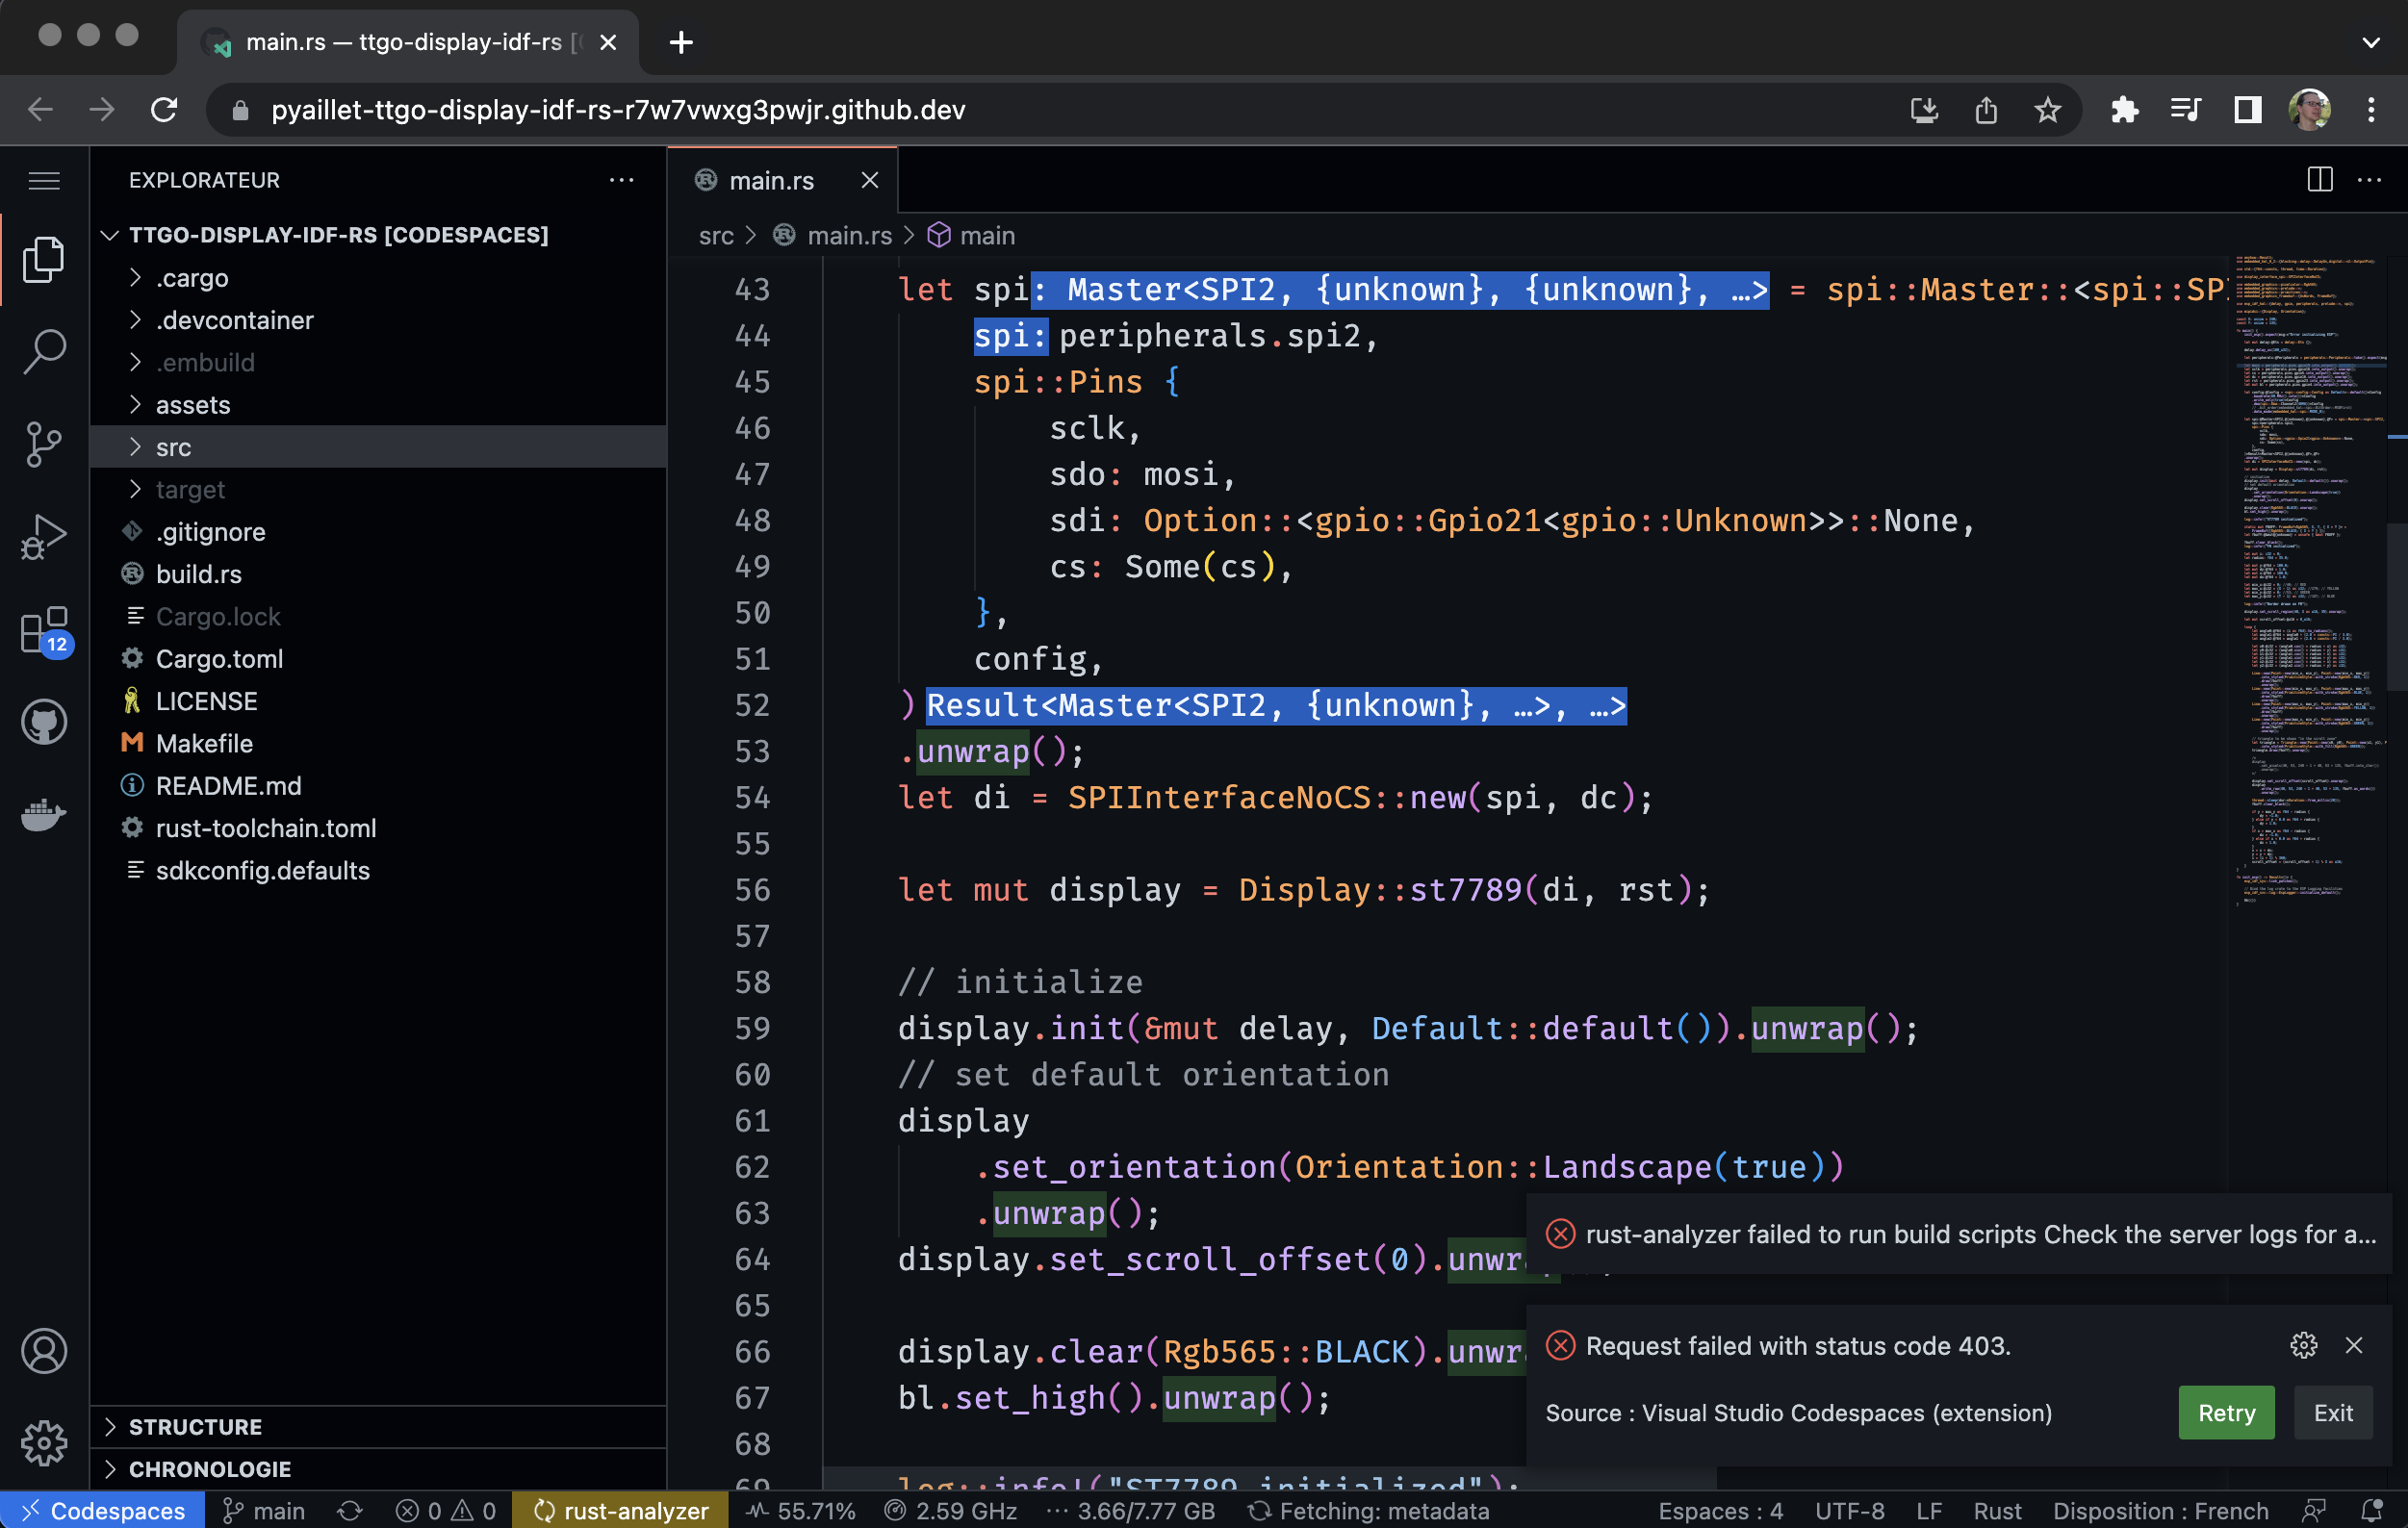 main.rs — ttgo-display-idf-rs [
pyaillet-ttgo-display-idf-rs-r7w7vwxg3pwjr.github.dev
EXPLORATEUR
TTGO-DISPLAY-IDF-RS [CODESPACES]
.cargo
.devcontainer
.embuild
assets
src
target
.gitignore
build.rs
Cargo.lock
Cargo.toml
LICENSE
Makefile
README.md
rust-toolchain.toml
sdkconfig.defaults
STRUCTURE
CHRONOLOGIE
12
main.rs
src > main.rs > main
43 let spi: Master<SPI2, {unknown}, {unknown}, …> = spi::Master::<spi::SP
44 spi: peripherals.spi2,
45 spi::Pins {
46 sclk,
47 sdo: mosi,
48 sdi: Option::<gpio::Gpio21<gpio::Unknown>>::None,
49 cs: Some(cs),
50 },
51 config,
52 ) Result<Master<SPI2, {unknown}, …>, …>
53 .unwrap();
54 let di = SPIInterfaceNoCS::new(spi, dc);
55
56 let mut display = Display::st7789(di, rst);
57
58 // initialize
59 display.init(&mut delay, Default::default()).unwrap();
60 // set default orientation
61 display
62 .set_orientation(Orientation::Landscape(true))
63 .unwrap();
64 display.set_scroll_offset(0).unwr
65
66 display.clear(Rgb565::BLACK).unwr
67 bl.set_high().unwrap();
68
69 log::info!("ST7789 initialized");
rust-analyzer failed to run build scripts Check the server logs for a...
Request failed with status code 403.
Source : Visual Studio Codespaces (extension)
Retry
Exit
Codespaces main 0 0 rust-analyzer 55.71% 2.59 GHz 3.66/7.77 GB Fetching: metadata Espaces : 4 UTF-8 LF Rust Disposition : French